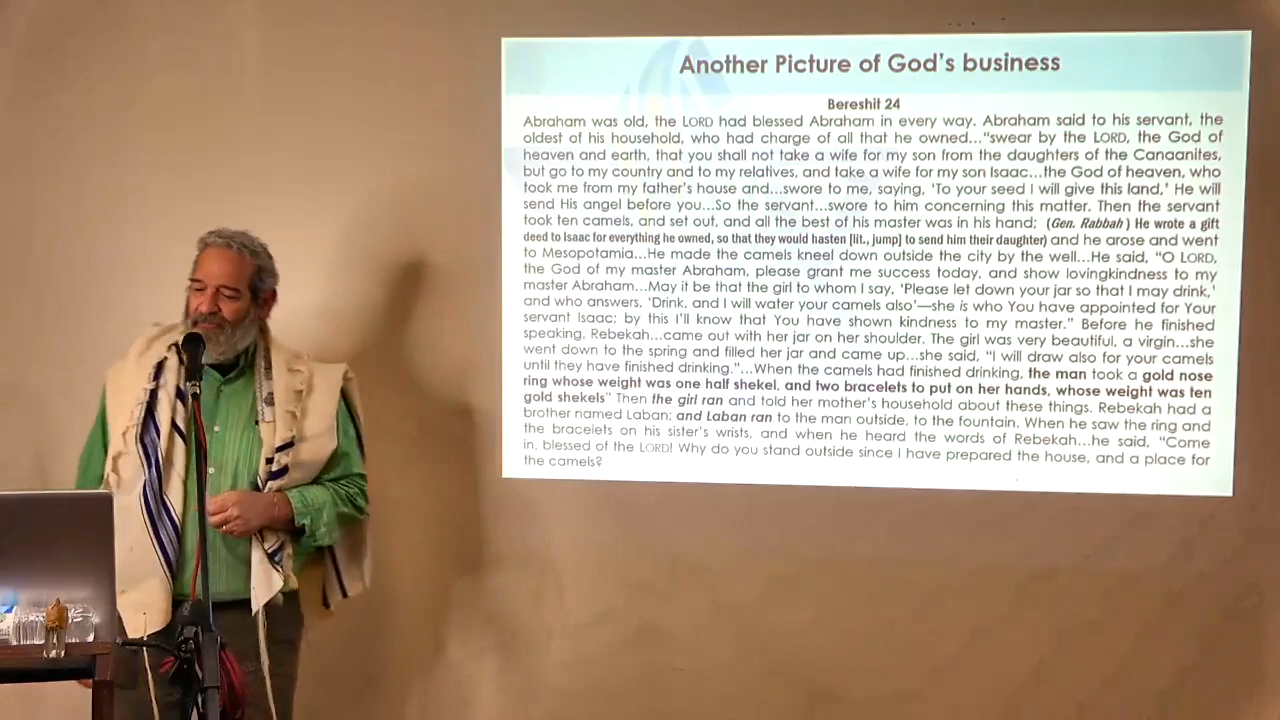 Another Picture of God's business
Bereshit 24
Abraham was old, the LORD had blessed Abraham in every way. Abraham said to his servant, the
oldest of his household, who had charge of all that he owned…"swear by the LORD, the God of
heaven and earth, that you shall not take a wife for my son from the daughters of the Canaanites,
but go to my country and to my relatives, and take a wife for my son Isaac…the God of heaven, who
took me from my father's house and…swore to me, saying, 'To your seed I will give this land,' He will
send His angel before you…So the servant…swore to him concerning this matter. Then the servant
took ten camels, and set out, and all the best of his master was in his hand; (Gen. Rabbah ) He wrote a gift
deed to Isaac for everything he owned, so that they would hasten [lit., jump] to send him their daughter) and he arose and went
to Mesopotamia…He made the camels kneel down outside the city by the well…He said, "O LORD,
the God of my master Abraham, please grant me success today, and show lovingkindness to my
master Abraham…May it be that the girl to whom I say, 'Please let down your jar so that I may drink,'
and who answers, 'Drink, and I will water your camels also'—she is who You have appointed for Your
servant Isaac; by this I'll know that You have shown kindness to my master." Before he finished
speaking, Rebekah…came out with her jar on her shoulder. The girl was very beautiful, a virgin…she
went down to the spring and filled her jar and came up…she said, "I will draw also for your camels
until they have finished drinking."…When the camels had finished drinking, the man took a gold nose
ring whose weight was one half shekel, and two bracelets to put on her hands, whose weight was ten
gold shekels" Then the girl ran and told her mother's household about these things. Rebekah had a
brother named Laban; and Laban ran to the man outside, to the fountain. When he saw the ring and
the bracelets on his sister's wrists, and when he heard the words of Rebekah…he said, "Come
in, blessed of the LORD! Why do you stand outside since I have prepared the house, and a place for
the camels?